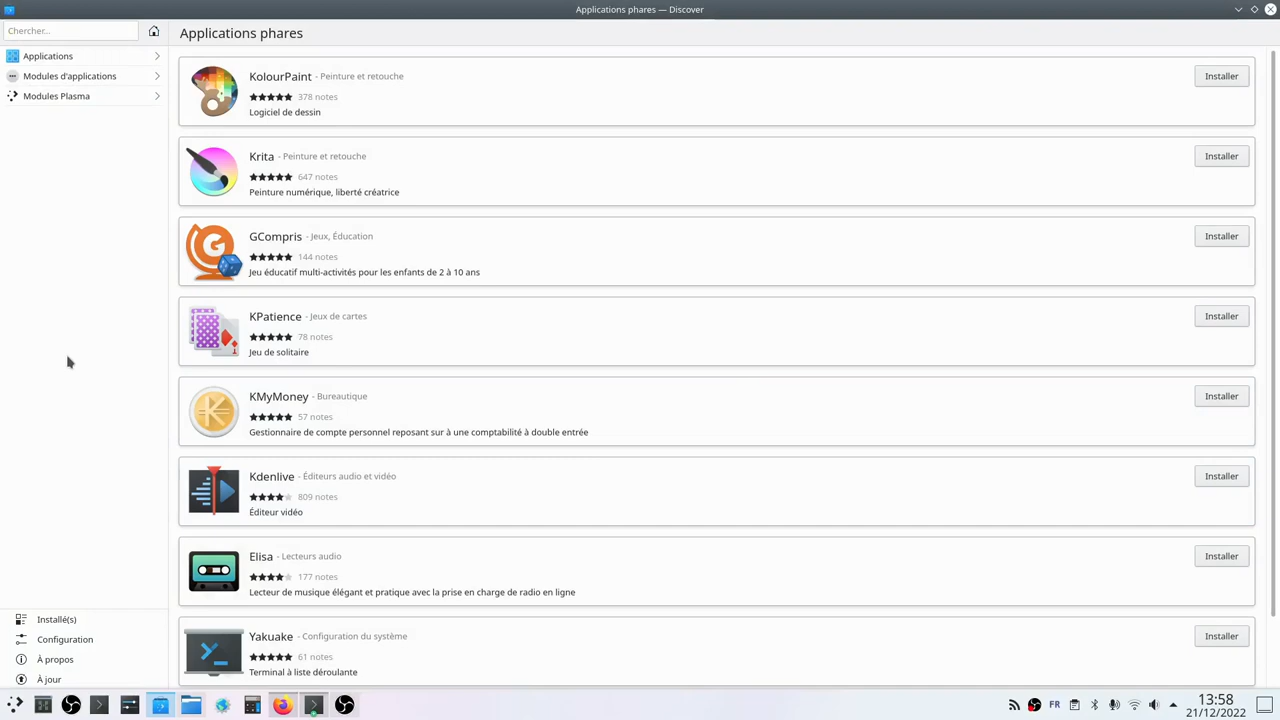 Applications phares — Discover
Chercher...
Applications phares
Applications
Modules d'applications
Modules Plasma
KolourPaint - Peinture et retouche
Installer
378 notes
Logiciel de dessin
Krita - Peinture et retouche
Installer
647 notes
Peinture numérique, liberté créatrice
GCompris - Jeux, Éducation
Installer
144 notes
Jeu éducatif multi-activités pour les enfants de 2 à 10 ans
KPatience - Jeux de cartes
Installer
78 notes
Jeu de solitaire
KMyMoney - Bureautique
Installer
57 notes
Gestionnaire de compte personnel reposant sur à une comptabilité à double entrée
Kdenlive - Éditeurs audio et vidéo
Installer
809 notes
Éditeur vidéo
Elisa - Lecteurs audio
Installer
177 notes
Lecteur de musique élégant et pratique avec la prise en charge de radio en ligne
Yakuake - Configuration du système
Installer
61 notes
Terminal à liste déroulante
Installé(s)
Configuration
À propos
À jour
FR
13:58
21/12/2022